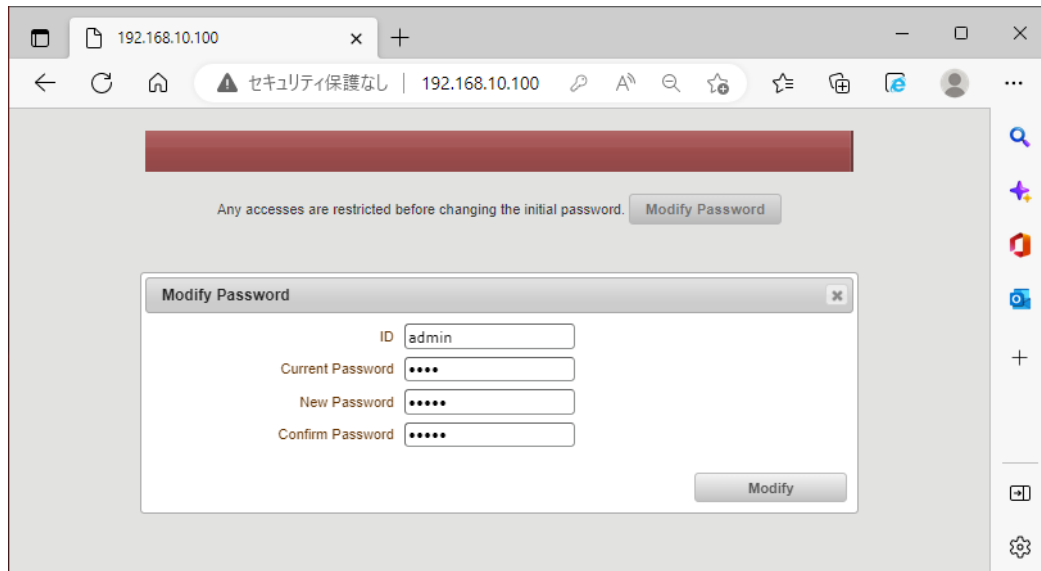 192.168.10.100
セキュリティ保護なし | 192.168.10.100
Any accesses are restricted before changing the initial password. Modify Password
Modify Password
ID admin
Current Password ••••
New Password •••••
Confirm Password •••••
Modify